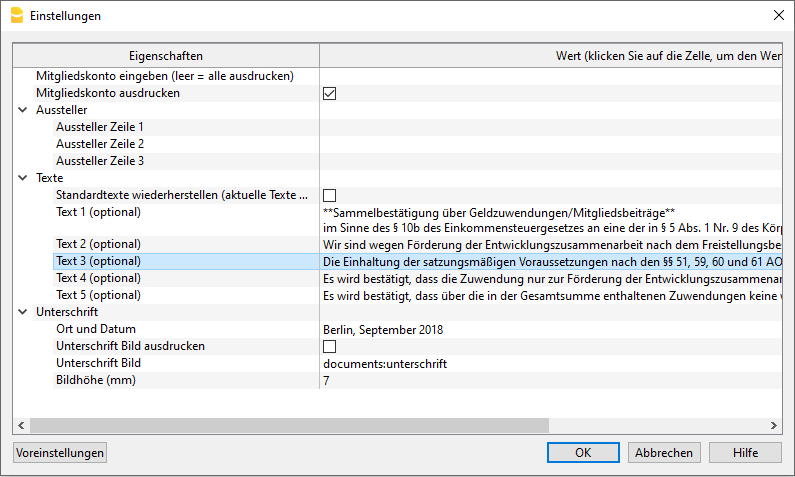 Einstellungen
Eigenschaften Wert (klicken Sie auf die Zelle, um den Wer
Mitgliedskonto eingeben (leer = alle ausdrucken)
Mitgliedskonto ausdrucken
Aussteller
Aussteller Zeile 1
Aussteller Zeile 2
Aussteller Zeile 3
Texte
Standardtexte wiederherstellen (aktuelle Texte ...
Text 1 (optional) **Sammelbestätigung über Geldzuwendungen/Mitgliedsbeiträge**
im Sinne des § 10b des Einkommensteuergesetzes an eine der in § 5 Abs. 1 Nr. 9 des Körp
Text 2 (optional) Wir sind wegen Förderung der Entwicklungszusammenarbeit nach dem Freistellungsbe
Text 3 (optional) Die Einhaltung der satzungsmäßigen Voraussetzungen nach den §§ 51, 59, 60 und 61 AO
Text 4 (optional) Es wird bestätigt, dass die Zuwendung nur zur Förderung der Entwicklungszusammenar
Text 5 (optional) Es wird bestätigt, dass über die in der Gesamtsumme enthaltenen Zuwendungen keine w
Unterschrift
Ort und Datum Berlin, September 2018
Unterschrift Bild ausdrucken
Unterschrift Bild documents:unterschrift
Bildhöhe (mm) 7
Voreinstellungen OK Abbrechen Hilfe